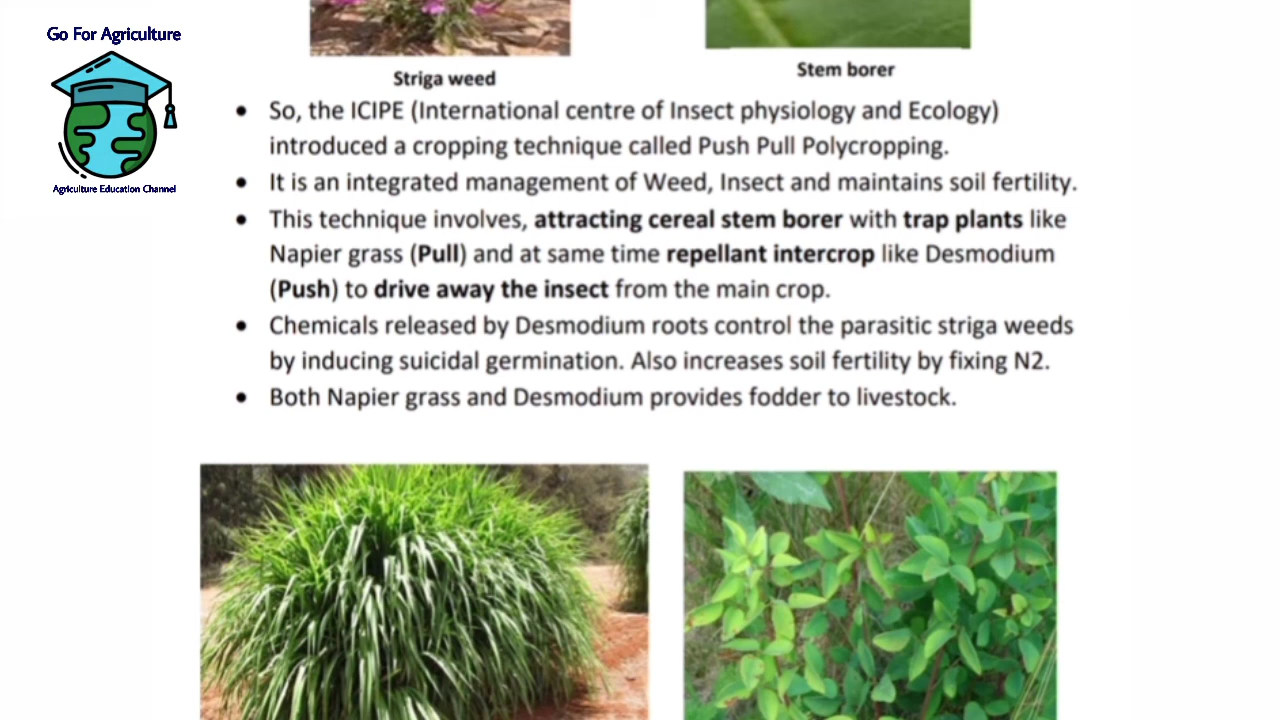 Go For Agriculture
Agriculture Education Channel
Striga weed
Stem borer
• So, the ICIPE (International centre of Insect physiology and Ecology)
introduced a cropping technique called Push Pull Polycropping.
• It is an integrated management of Weed, Insect and maintains soil fertility.
• This technique involves, attracting cereal stem borer with trap plants like
Napier grass (Pull) and at same time repellant intercrop like Desmodium
(Push) to drive away the insect from the main crop.
• Chemicals released by Desmodium roots control the parasitic striga weeds
by inducing suicidal germination. Also increases soil fertility by fixing N2.
• Both Napier grass and Desmodium provides fodder to livestock.